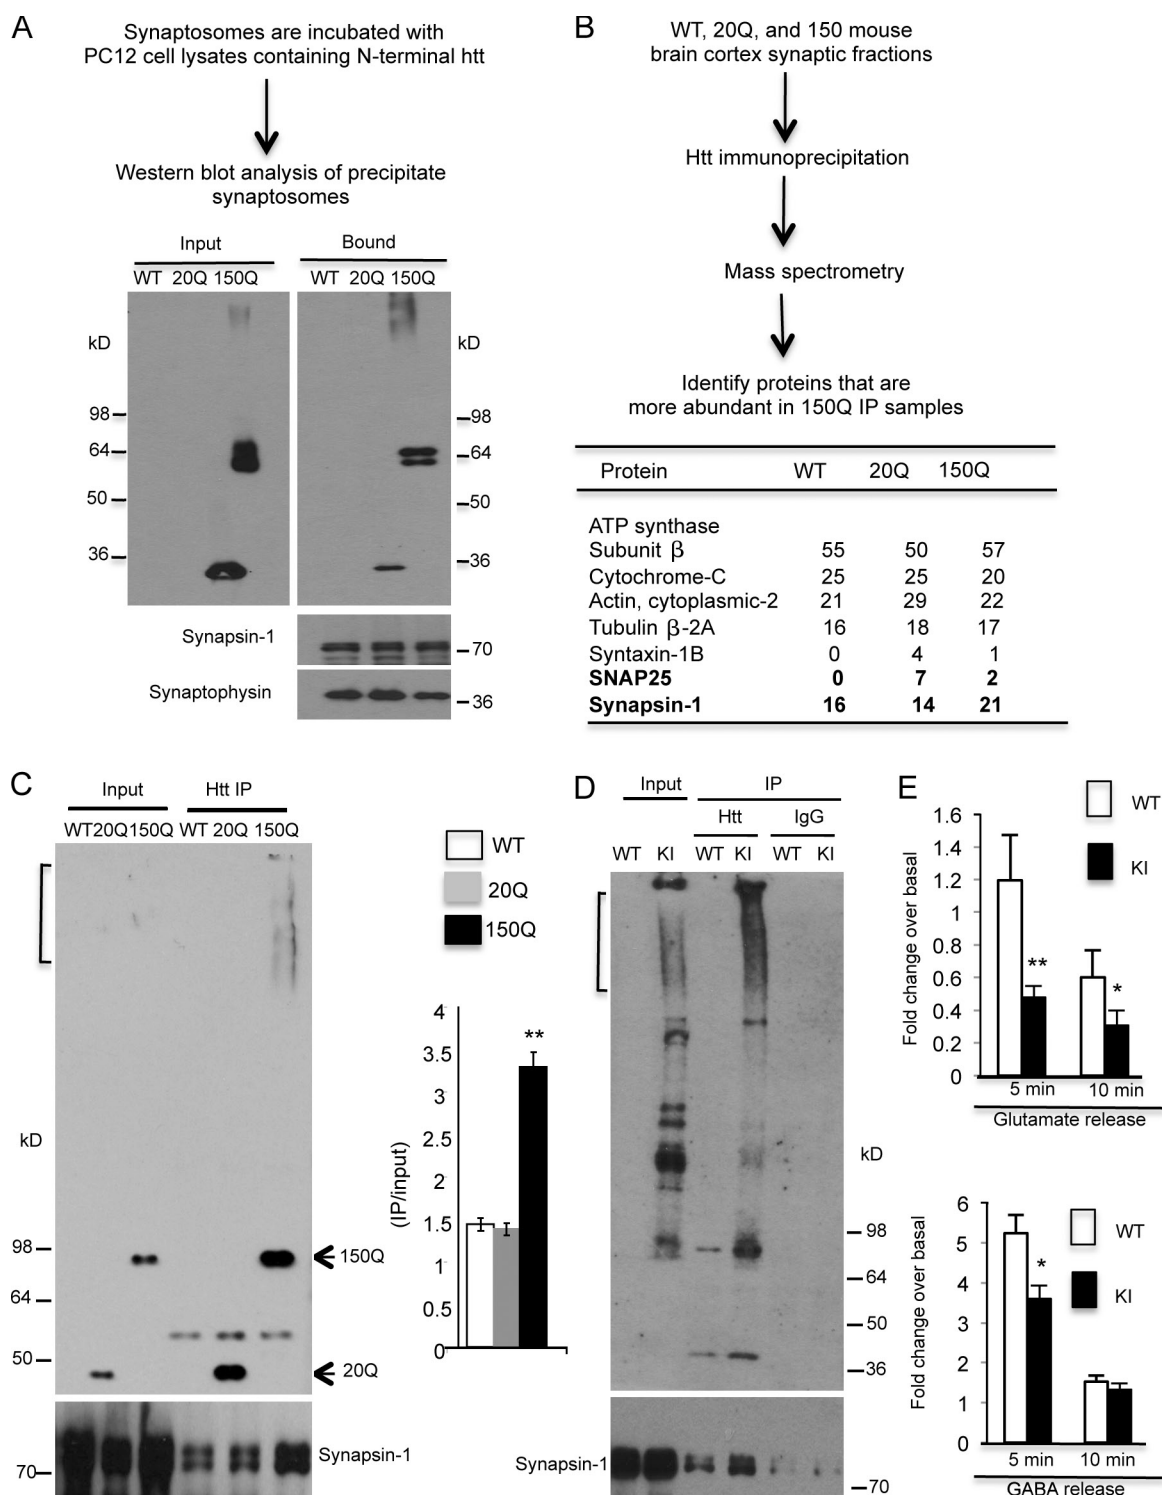 A
Synaptosomes are incubated with
PC12 cell lysates containing N-terminal htt
Western blot analysis of precipitate
synaptosomes
Input
Bound
WT 20Q 150Q
WT 20Q 150Q
kD
98
64
50
36
kD
98
64
50
36
Synapsin-1
70
Synaptophysin
36
B
WT, 20Q, and 150 mouse
brain cortex synaptic fractions
Htt immunoprecipitation
Mass spectrometry
Identify proteins that are
more abundant in 150Q IP samples
Protein WT 20Q 150Q
ATP synthase
Subunit β 55 50 57
Cytochrome-C 25 25 20
Actin, cytoplasmic-2 21 29 22
Tubulin β-2A 16 18 17
Syntaxin-1B 0 4 1
SNAP25 0 7 2
Synapsin-1 16 14 21
C
Input
Htt IP
WT20Q150Q
WT 20Q 150Q
kD
98
64
50
150Q
20Q
Synapsin-1
70
WT
20Q
150Q
4
3.5
3
2.5
2
1.5
1
0.5
0
(IP/input)
**
D
Input
IP
Htt
IgG
WT KI WT KI WT KI
kD
98
64
50
36
Synapsin-1
70
E
WT
KI
Fold change over basal
1.6
1.4
1.2
1
0.8
0.6
0.4
0.2
0
**
*
5 min
10 min
Glutamate release
WT
KI
Fold change over basal
6
5
4
3
2
1
0
*
5 min
10 min
GABA release